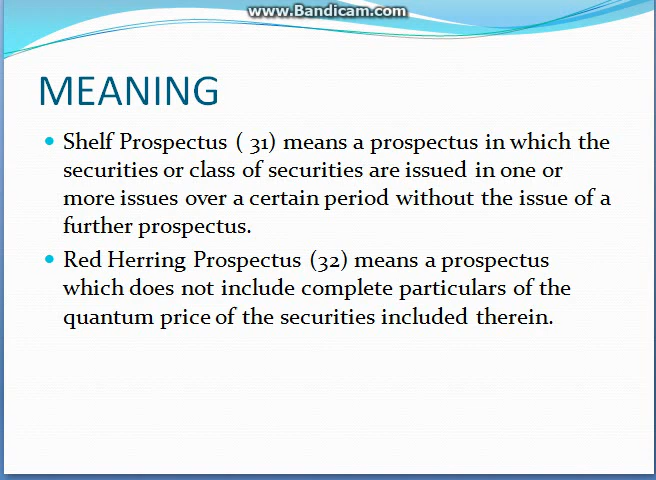 www.Bandicam.com
MEANING
Shelf Prospectus ( 31) means a prospectus in which the
securities or class of securities are issued in one or
more issues over a certain period without the issue of a
further prospectus.
Red Herring Prospectus (32) means a prospectus
which does not include complete particulars of the
quantum price of the securities included therein.